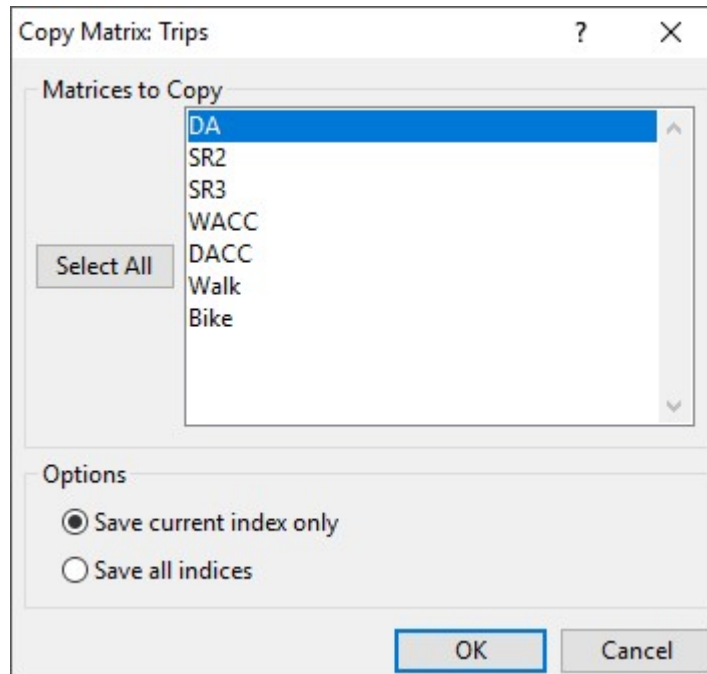 Copy Matrix: Trips ?
Matrices to Copy
DA
SR2
SR3
WACC
DACC
Walk
Bike
Select All
Options
Save current index only
Save all indices
OK Cancel